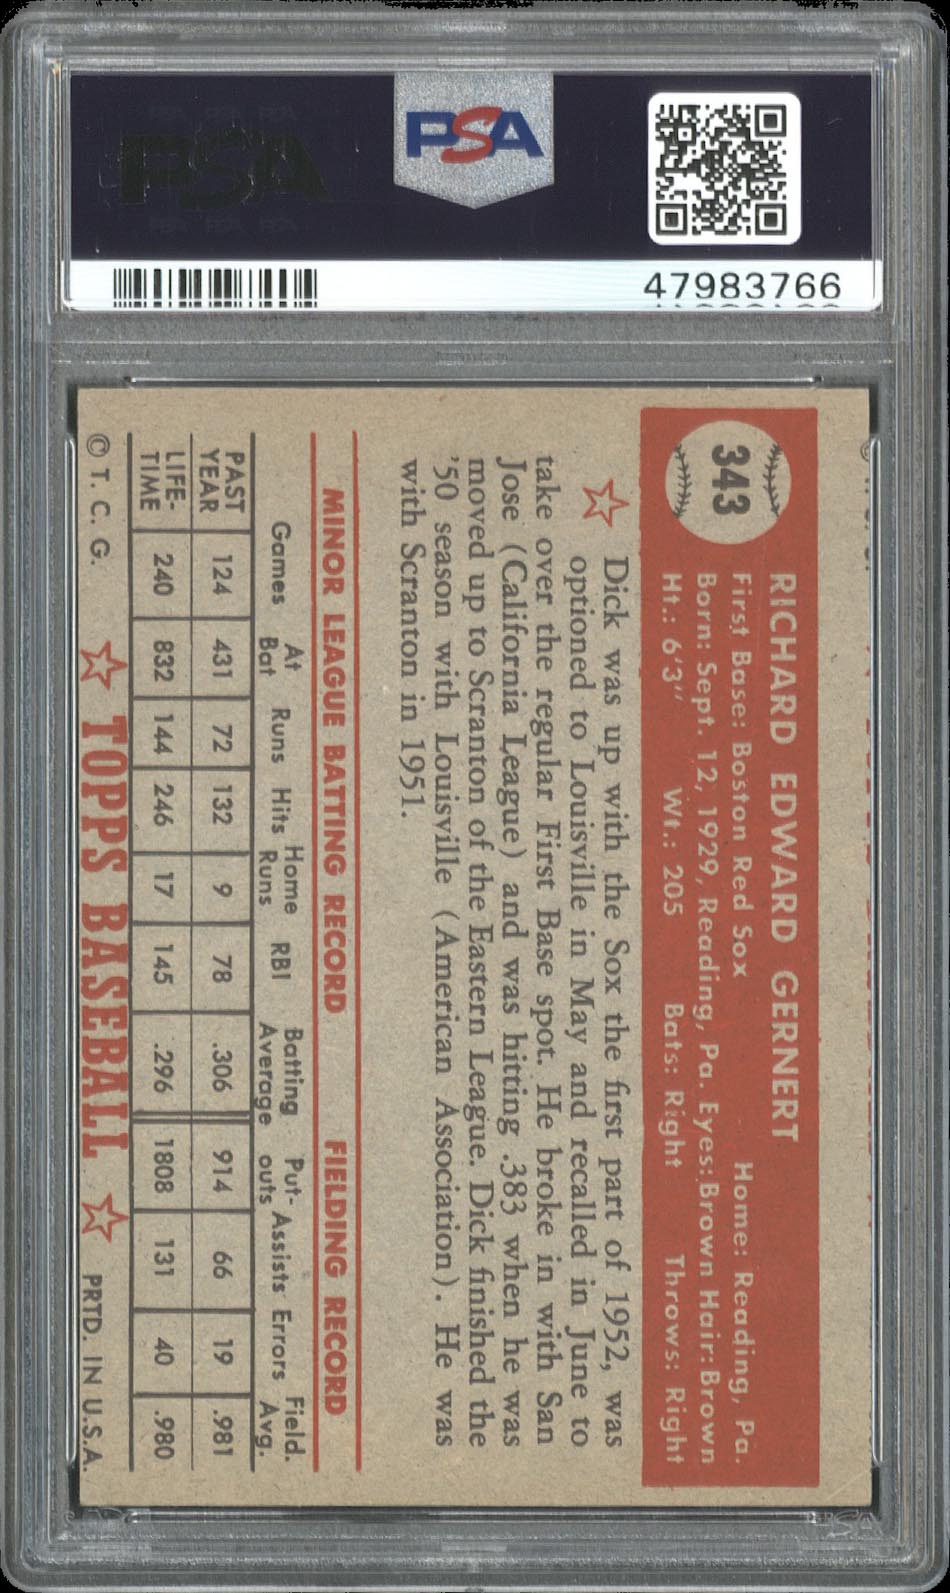 PSA
PSA
47983766
343
RICHARD EDWARD GERNERT
First Base: Boston Red Sox Home: Reading, Pa.
Born: Sept. 12, 1929, Reading, Pa. Eyes: Brown Hair: Brown
Ht.: 6'3" Wt.: 205 Bats: Right Throws: Right
Dick was up with the Sox the first part of 1952, was
optioned to Louisville in May and recalled in June to
take over the regular First Base spot. He broke in with San
Jose (California League) and was hitting .383 when he was
moved up to Scranton of the Eastern League. Dick finished the
'50 season with Louisville (American Association). He was
with Scranton in 1951.
MINOR LEAGUE BATTING RECORD FIELDING RECORD
Games At Bat Runs Hits Home Runs RBI Batting Average Put-outs Assists Errors Field. Avg.
PAST YEAR 124 431 72 132 9 78 .306 914 66 19 .981
LIFE-TIME 240 832 144 246 17 145 .296 1808 131 40 .980
© T. C. G. TOPPS BASEBALL PRTD. IN U.S.A.